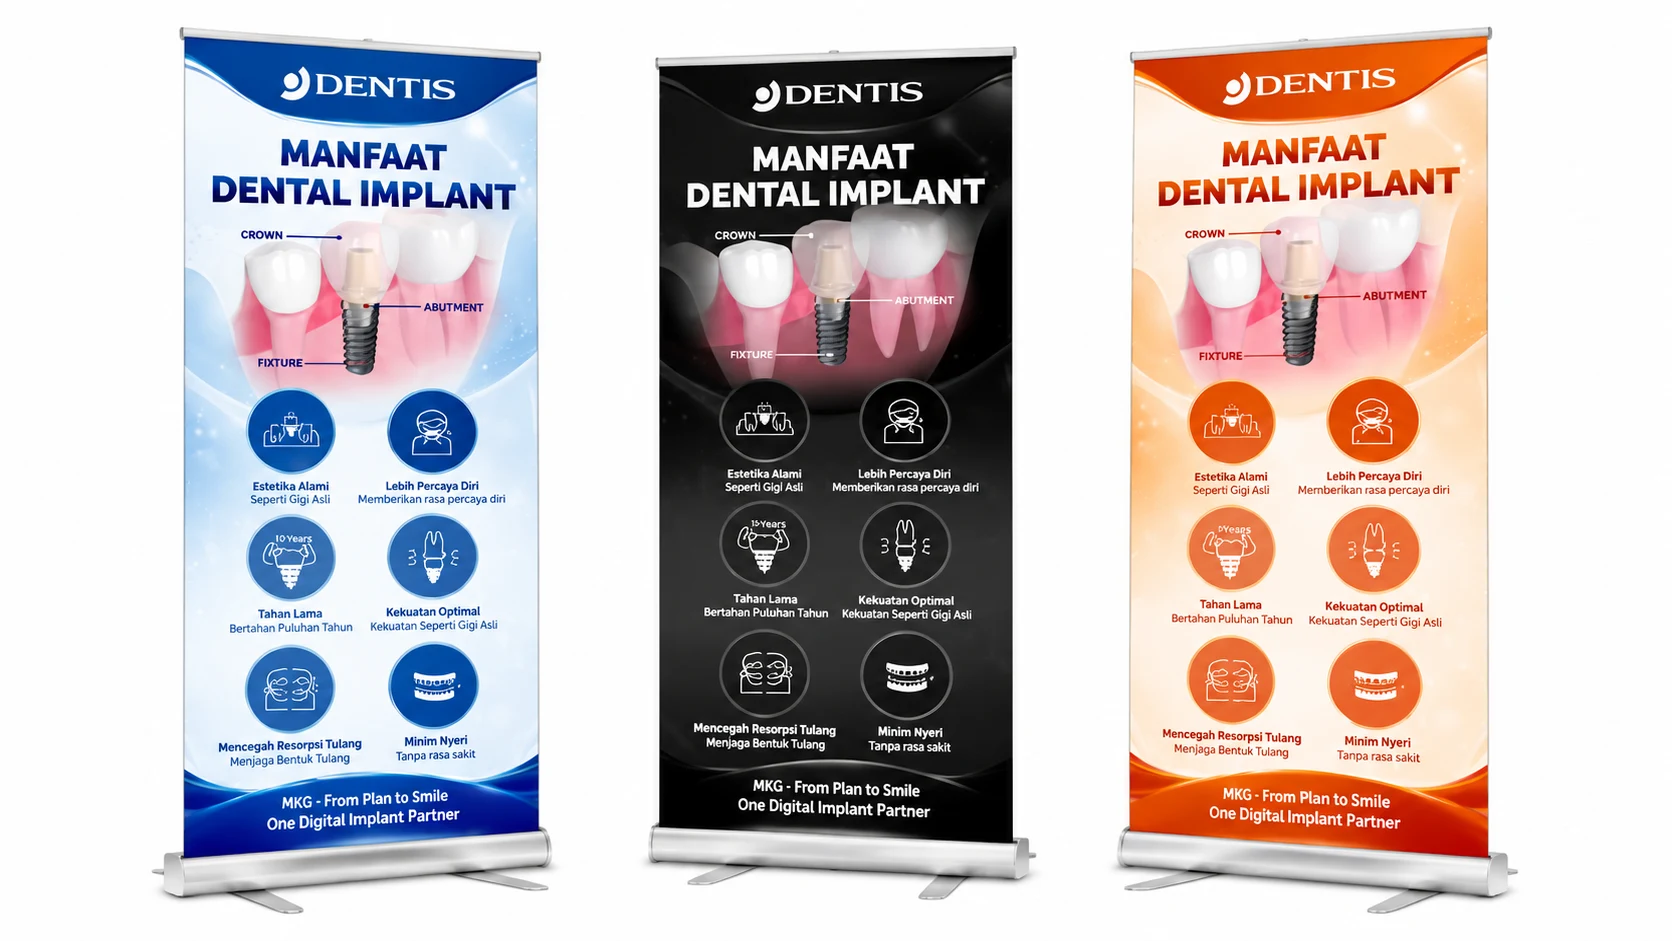 DENTIS
MANFAAT
DENTAL IMPLANT
CROWN
ABUTMENT
FIXTURE
Estetika Alami
Seperti Gigi Asli
Lebih Percaya Diri
Memberikan rasa percaya diri
10 Years
Tahan Lama
Bertahan Puluhan Tahun
Kekuatan Optimal
Kekuatan Seperti Gigi Asli
Mencegah Resorpsi Tulang
Menjaga Bentuk Tulang
Minim Nyeri
Tanpa rasa sakit
MKG - From Plan to Smile
One Digital Implant Partner
DENTIS
MANFAAT
DENTAL IMPLANT
CROWN
ABUTMENT
FIXTURE
Estetika Alami
Seperti Gigi Asli
Lebih Percaya Diri
Memberikan rasa percaya diri
15 Years
Tahan Lama
Bertahan Puluhan Tahun
Kekuatan Optimal
Kekuatan Seperti Gigi Asli
Mencegah Resorpsi Tulang
Menjaga Bentuk Tulang
Minim Nyeri
Tanpa rasa sakit
MKG - From Plan to Smile
One Digital Implant Partner
DENTIS
MANFAAT
DENTAL IMPLANT
CROWN
ABUTMENT
FIXTURE
Estetika Alami
Seperti Gigi Asli
Lebih Percaya Diri
Memberikan rasa percaya diri
Years
Tahan Lama
Bertahan Puluhan Tahun
Kekuatan Optimal
Kekuatan Seperti Gigi Asli
Mencegah Resorpsi Tulang
Menjaga Bentuk Tulang
Minim Nyeri
Tanpa rasa sakit
MKG - From Plan to Smile
One Digital Implant Partner